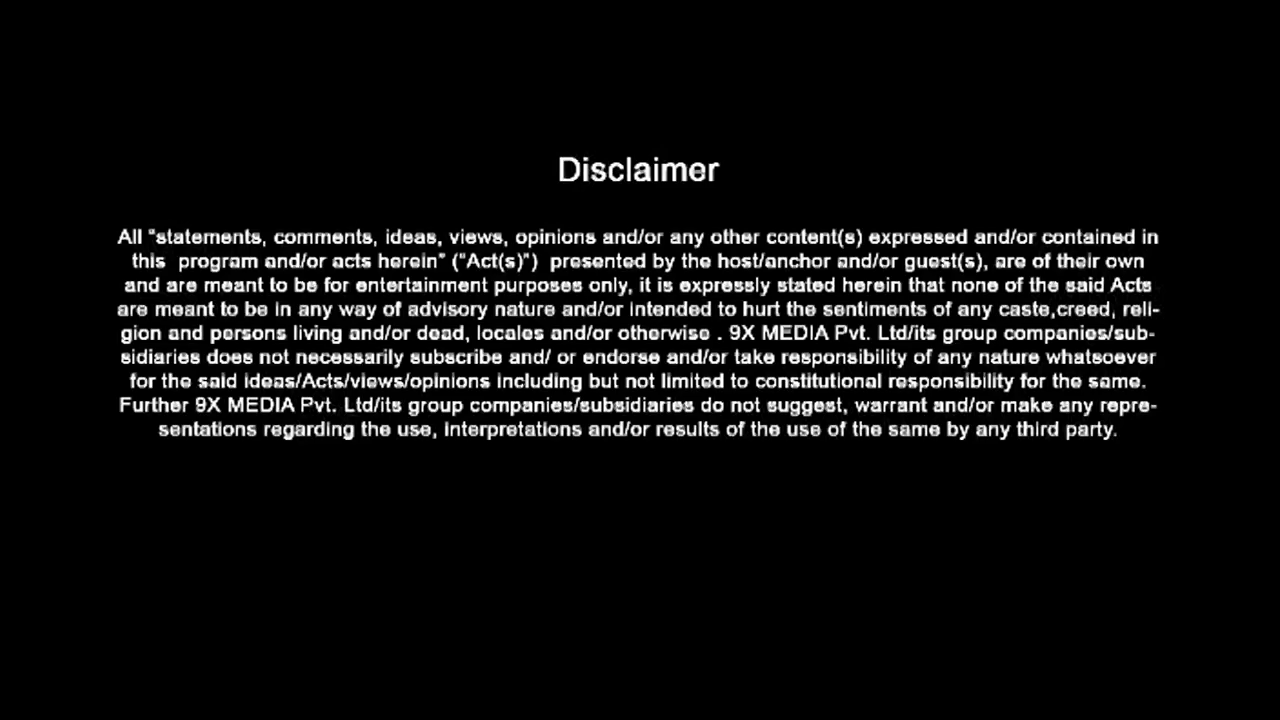 Disclaimer
All "statements, comments, ideas, views, opinions and/or any other content(s) expressed and/or contained in
this program and/or acts herein" ("Act(s)") presented by the host/anchor and/or guest(s), are of their own
and are meant to be for entertainment purposes only, it is expressly stated herein that none of the said Acts
are meant to be in any way of advisory nature and/or intended to hurt the sentiments of any caste,creed, reli-
gion and persons living and/or dead, locales and/or otherwise . 9X MEDIA Pvt. Ltd/its group companies/sub-
sidiaries does not necessarily subscribe and/ or endorse and/or take responsibility of any nature whatsoever
for the said ideas/Acts/views/opinions including but not limited to constitutional responsibility for the same.
Further 9X MEDIA Pvt. Ltd/its group companies/subsidiaries do not suggest, warrant and/or make any repre-
sentations regarding the use, interpretations and/or results of the use of the same by any third party.